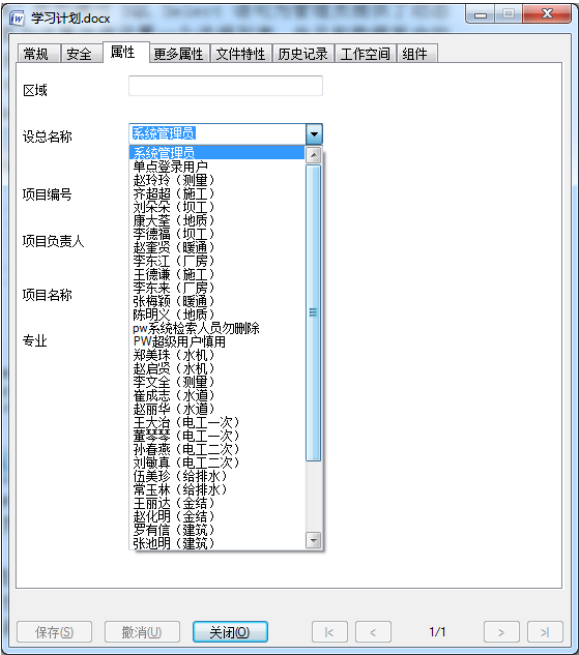 学习计划.docx
常规 安全 属性 更多属性 文件特性 历史记录 工作空间 组件
区域
设总名称 系统管理员
系统管理员
单点登录用户
赵玲玲（测量）
齐超超（施工）
刘朵朵（坝工）
项目编号
康大荃（地质）
李德福（坝工）
项目负责人
赵奎贤（暖通）
李东江（厂房）
王德谦（施工）
李东来（厂房）
项目名称
张梅颖（暖通）
陈明义（地质）
pw系统检索人员勿删除
PW超级用户慎用
专业
郑美珠（水机）
赵启贤（水机）
李文全（测量）
崔成志（水道）
赵丽华（水道）
王大治（电工一次）
董琴琴（电工一次）
孙春燕（电工二次）
刘敏真（电工二次）
伍美珍（给排水）
常玉林（给排水）
王丽达（金结）
赵化明（金结）
罗有信（建筑）
张池明（建筑）
保存(S) 撤消(U) 关闭(O) 1/1